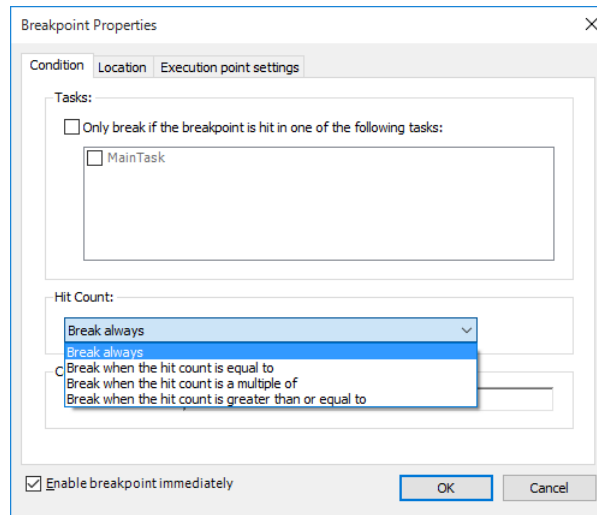 Breakpoint Properties
Condition Location Execution point settings
Tasks:
Only break if the breakpoint is hit in one of the following tasks:
MainTask
Hit Count:
Break always
Break always
Break when the hit count is equal to
Break when the hit count is a multiple of
Break when the hit count is greater than or equal to
Enable breakpoint immediately
OK Cancel